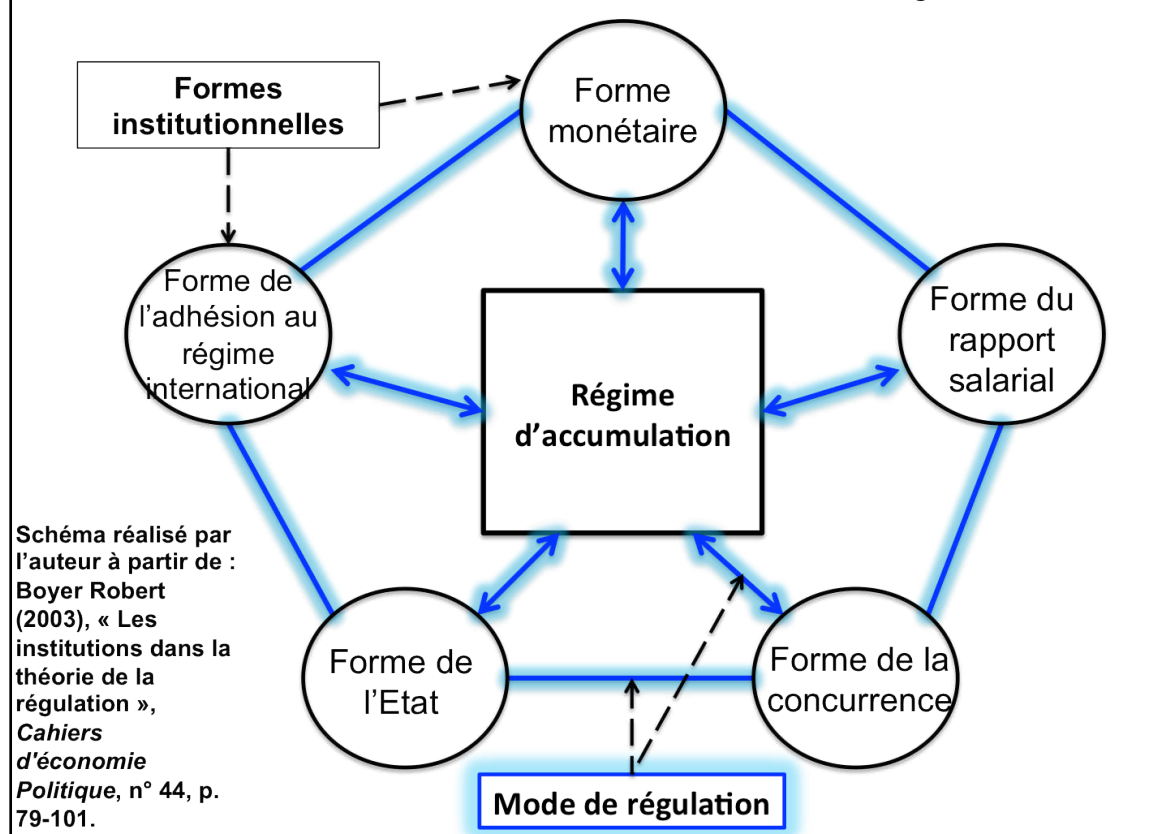 Formes
institutionnelles
Forme
monétaire
Forme de
l'adhésion au
régime
international
Forme du
rapport
salarial
Régime
d'accumulation
Schéma réalisé par
l'auteur à partir de :
Boyer Robert
(2003), « Les
institutions dans la
théorie de la
régulation »,
Cahiers
d'économie
Politique, n° 44, p.
79-101.
Forme de
l'Etat
Forme de la
concurrence
Mode de régulation